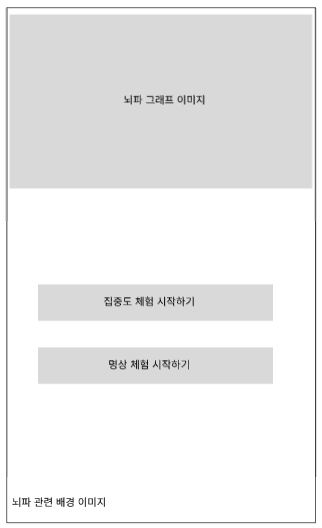 뇌파 그래프 이미지
집중도 체험 시작하기
명상 체험 시작하기
뇌파 관련 배경 이미지